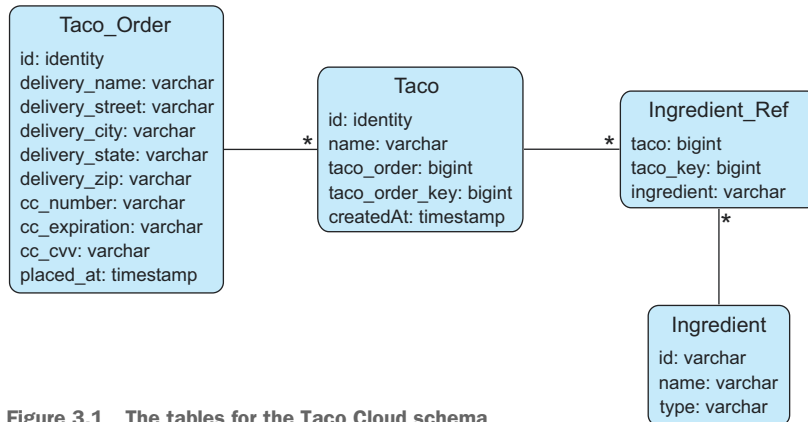 Taco_Order
id: identity
delivery_name: varchar
delivery_street: varchar
delivery_city: varchar
delivery_state: varchar
delivery_zip: varchar
cc_number: varchar
cc_expiration: varchar
cc_cvv: varchar
placed_at: timestamp
*
Taco
id: identity
name: varchar
taco_order: bigint
taco_order_key: bigint
createdAt: timestamp
*
Ingredient_Ref
taco: bigint
taco_key: bigint
ingredient: varchar
*
Ingredient
id: varchar
name: varchar
type: varchar
Figure 3.1 The tables for the Taco Cloud schema